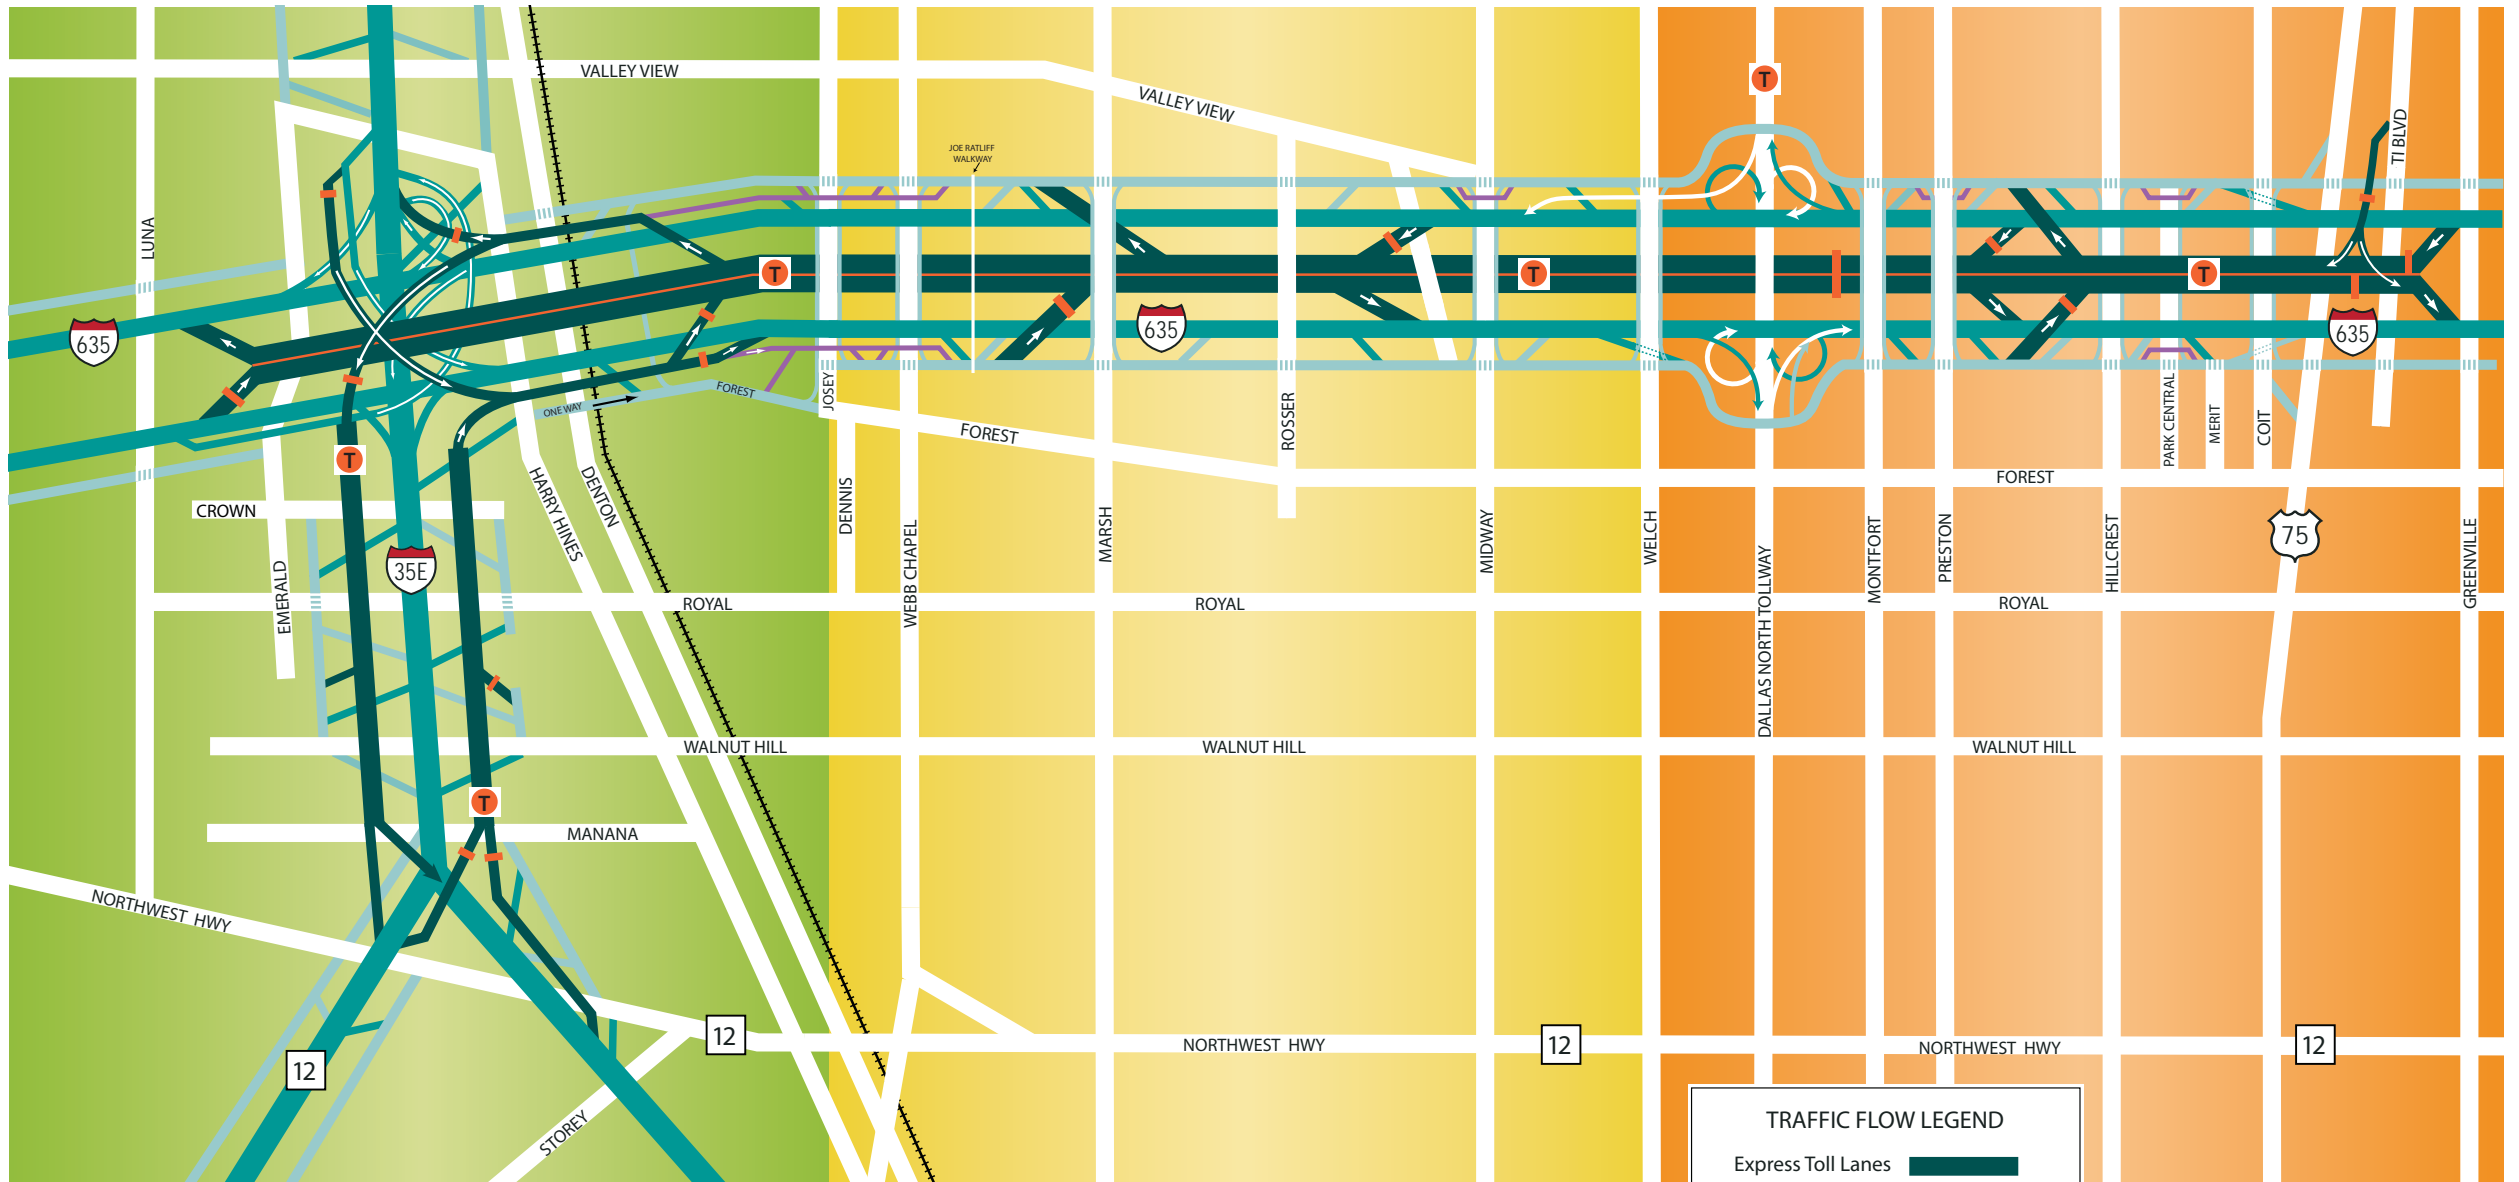 T
VALLEY VIEW
VALLEY VIEW
TI BLVD
JOE RATLIFF
WALKWAY
LUNA
T
T
T
635
635
635
ONE WAY
FOREST
JOSEY
FOREST
ROSSER
PARK CENTRAL
MERIT
COIT
T
CROWN
HARRY HINES
DENTON
DENNIS
FOREST
35E
EMERALD
WEBB CHAPEL
MARSH
MIDWAY
WELCH
DALLAS NORTH TOLLWAY
MONTFORT
PRESTON
HILLCREST
75
GREENVILLE
ROYAL
ROYAL
ROYAL
WALNUT HILL
WALNUT HILL
WALNUT HILL
T
MANANA
NORTHWEST HWY
12
12
NORTHWEST HWY
12
NORTHWEST HWY
12
STOREY
TRAFFIC FLOW LEGEND
Express Toll Lanes